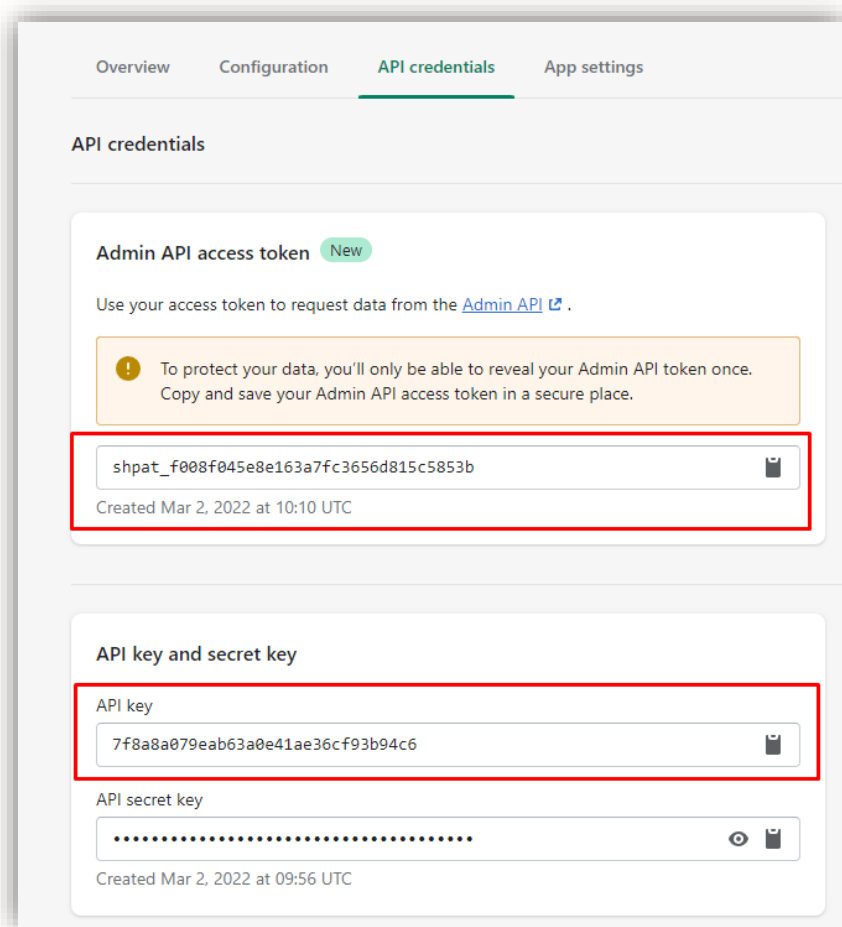 Overview Configuration API credentials App settings
API credentials
Admin API access token New
Use your access token to request data from the Admin API .
To protect your data, you’ll only be able to reveal your Admin API token once.
Copy and save your Admin API access token in a secure place.
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
Created Mar 2, 2022 at 10:10 UTC
API key and secret key
API key
7f8a8a079eab63a0e41ae36cf93b94c6
API secret key
••••••••••••••••••••••••••••••••••••••
Created Mar 2, 2022 at 09:56 UTC